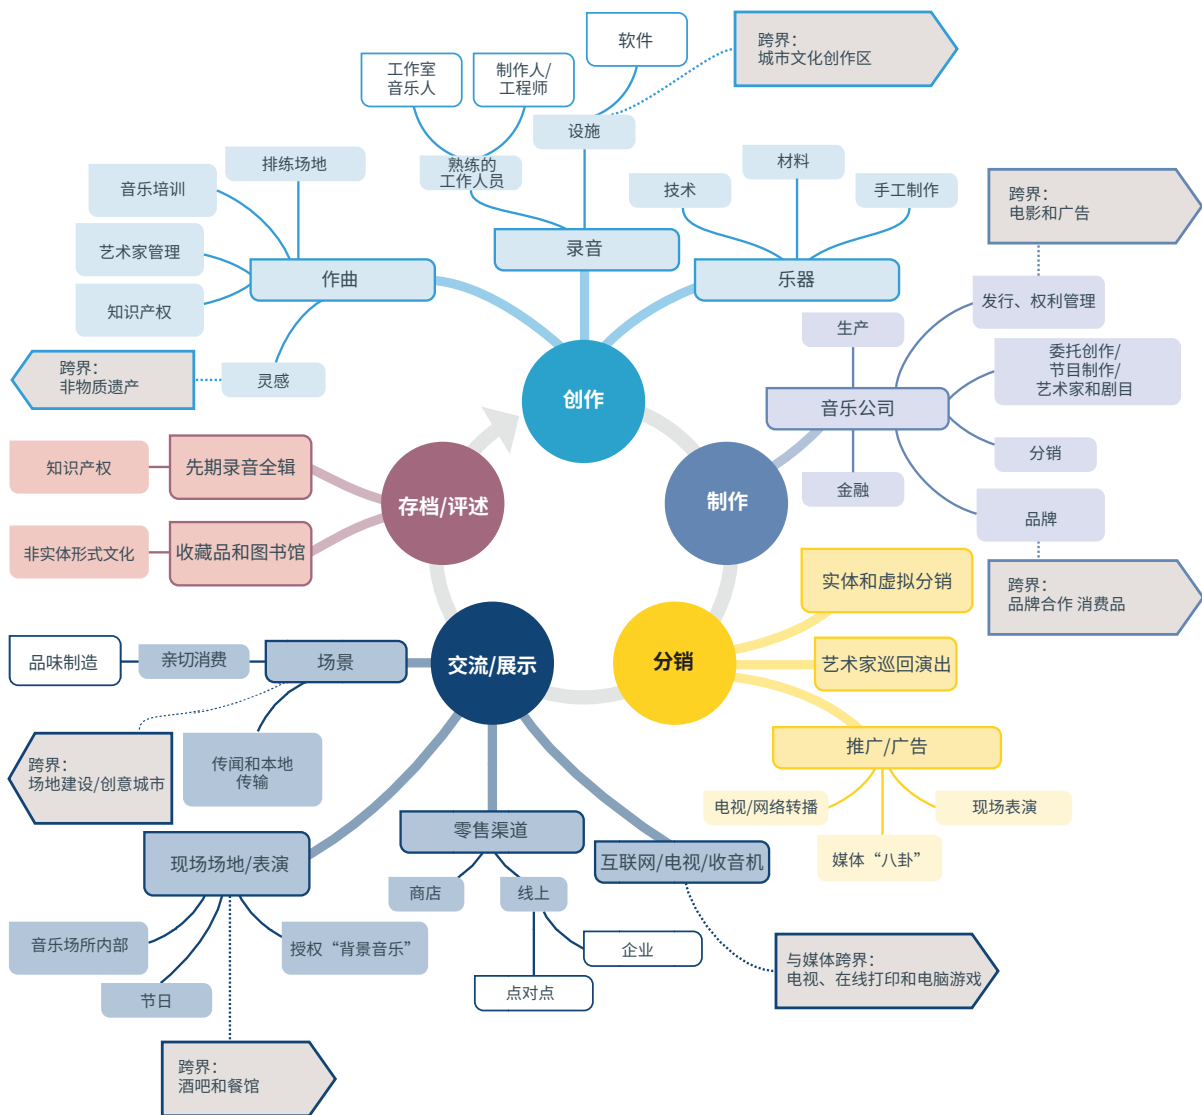 软件
跨界：
城市文化创作区
工作室
音乐人
制作人/
工程师
设施
熟练的
工作人员
排练场地
音乐培训
艺术家管理
知识产权
作曲
录音
技术
材料
手工制作
乐器
跨界：
电影和广告
跨界：
非物质遗产
灵感
创作
生产
发行、权利管理
委托创作/
节目制作/
艺术家和剧目
音乐公司
分销
金融
品牌
制作
跨界：
品牌合作 消费品
知识产权
先期录音全辑
存档/评述
非实体形式文化
收藏品和图书馆
实体和虚拟分销
分销
艺术家巡回演出
推广/广告
电视/网络转播
现场表演
媒体“八卦”
品味制造
亲切消费
场景
交流/展示
跨界：
场地建设/创意城市
传闻和本地
传输
现场场地/表演
零售渠道
互联网/电视/收音机
商店
线上
音乐场所内部
授权“背景音乐”
企业
节日
点对点
与媒体跨界：
电视、在线打印和电脑游戏
跨界：
酒吧和餐馆